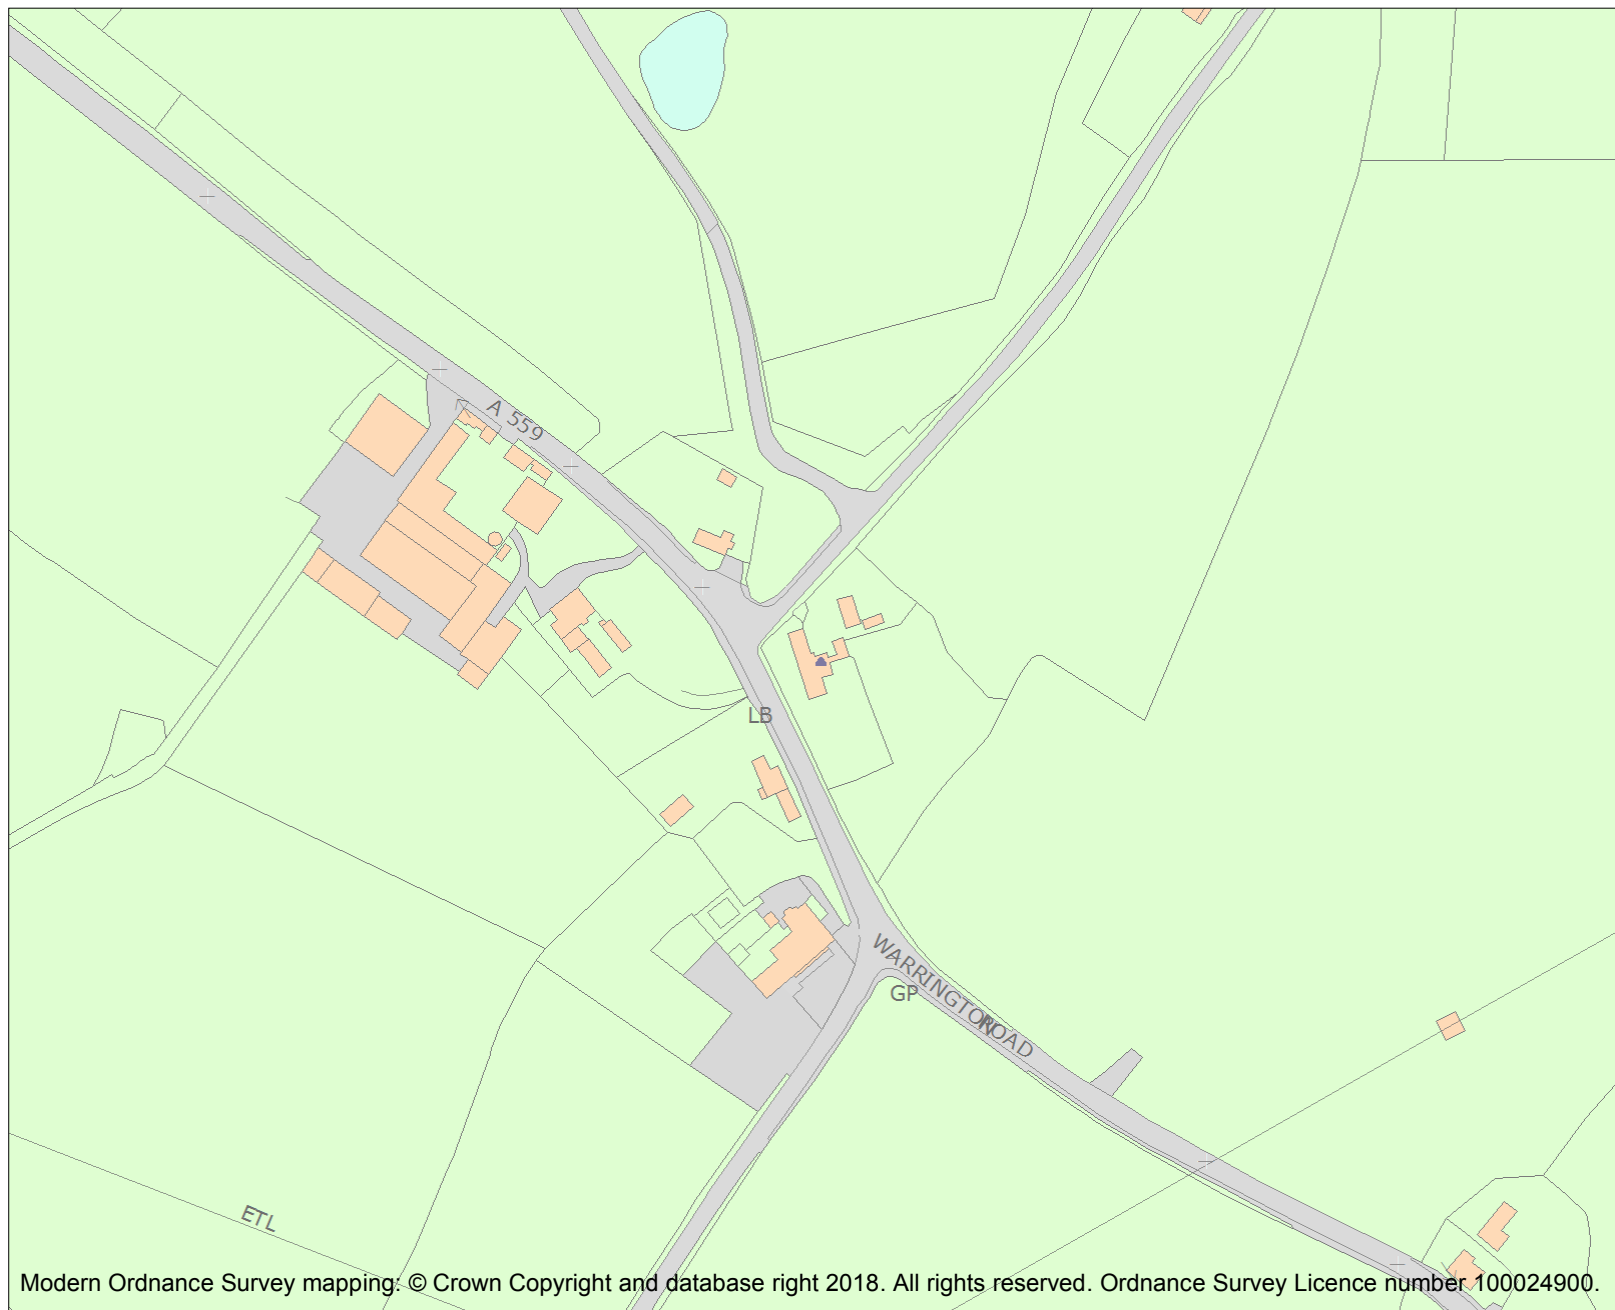 A 559
LB
WARRINGTON ROAD
GP
ETL
Modern Ordnance Survey mapping: © Crown Copyright and database right 2018. All rights reserved. Ordnance Survey Licence number 100024900.